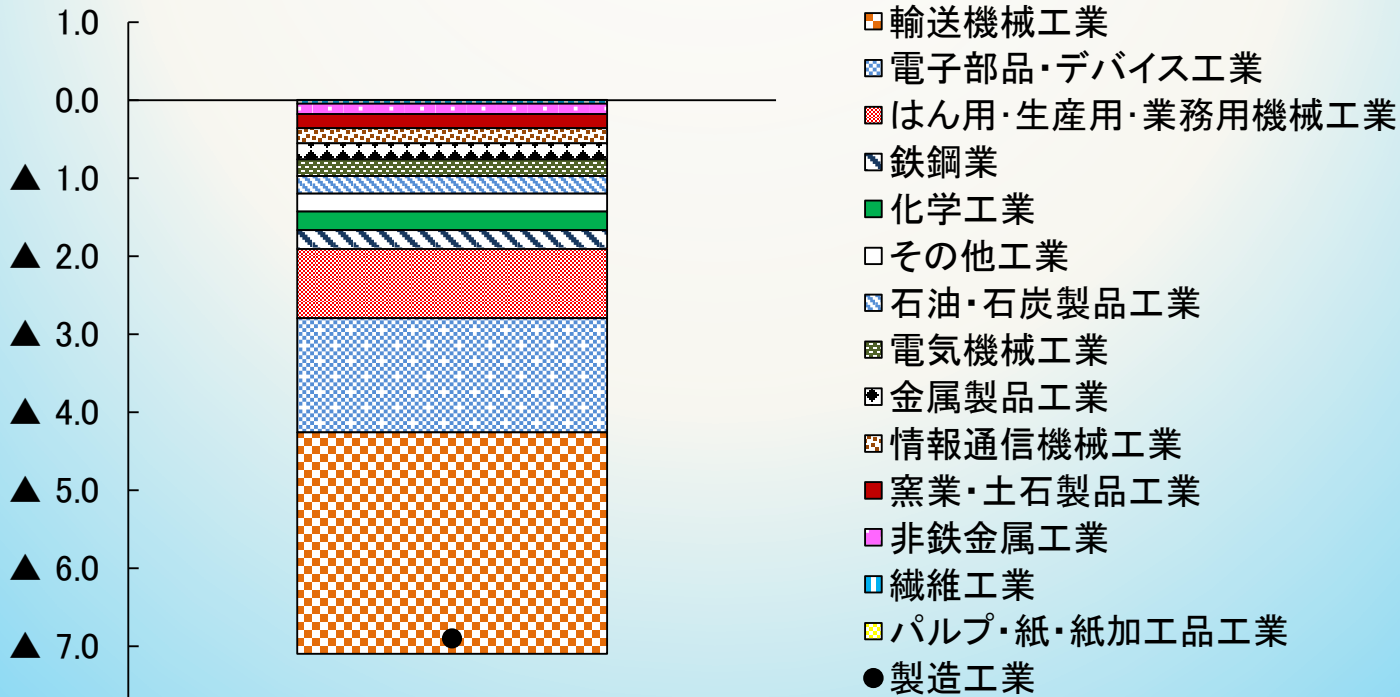 1.0
0.0
▲ 1.0
▲ 2.0
▲ 3.0
▲ 4.0
▲ 5.0
▲ 6.0
▲ 7.0
輸送機械工業
電子部品・デバイス工業
はん用・生産用・業務用機械工業
鉄鋼業
化学工業
その他工業
石油・石炭製品工業
電気機械工業
金属製品工業
情報通信機械工業
窯業・土石製品工業
非鉄金属工業
繊維工業
パルプ・紙・紙加工品工業
製造工業